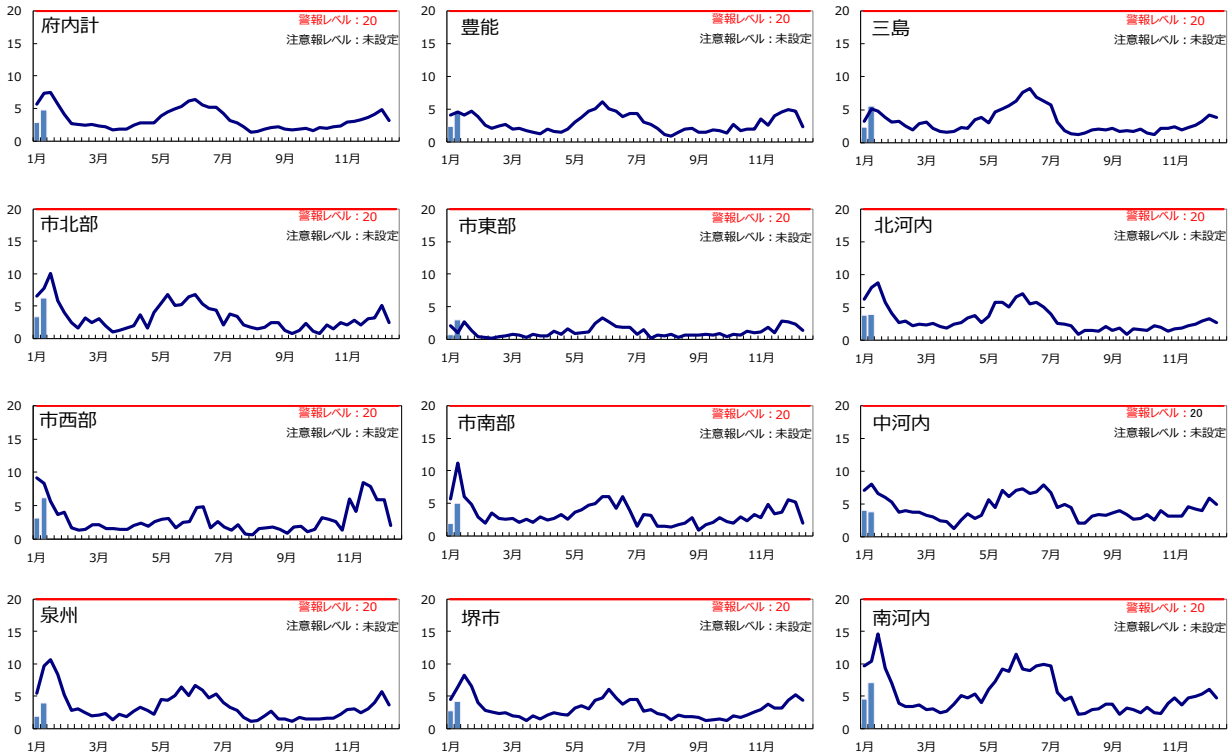 府内計
警報レベル：20
注意報レベル：未設定
20
15
10
5
0
1月 3月 5月 7月 9月 11月
豊能
警報レベル：20
注意報レベル：未設定
20
15
10
5
0
1月 3月 5月 7月 9月 11月
三島
警報レベル：20
注意報レベル：未設定
20
15
10
5
0
1月 3月 5月 7月 9月 11月
市北部
警報レベル：20
注意報レベル：未設定
20
15
10
5
0
1月 3月 5月 7月 9月 11月
市東部
警報レベル：20
注意報レベル：未設定
20
15
10
5
0
1月 3月 5月 7月 9月 11月
北河内
警報レベル：20
注意報レベル：未設定
20
15
10
5
0
1月 3月 5月 7月 9月 11月
市西部
警報レベル：20
注意報レベル：未設定
20
15
10
5
0
1月 3月 5月 7月 9月 11月
市南部
警報レベル：20
注意報レベル：未設定
20
15
10
5
0
1月 3月 5月 7月 9月 11月
中河内
警報レベル：20
注意報レベル：未設定
20
15
10
5
0
1月 3月 5月 7月 9月 11月
泉州
警報レベル：20
注意報レベル：未設定
20
15
10
5
0
1月 3月 5月 7月 9月 11月
堺市
警報レベル：20
注意報レベル：未設定
20
15
10
5
0
1月 3月 5月 7月 9月 11月
南河内
警報レベル：20
注意報レベル：未設定
20
15
10
5
0
1月 3月 5月 7月 9月 11月